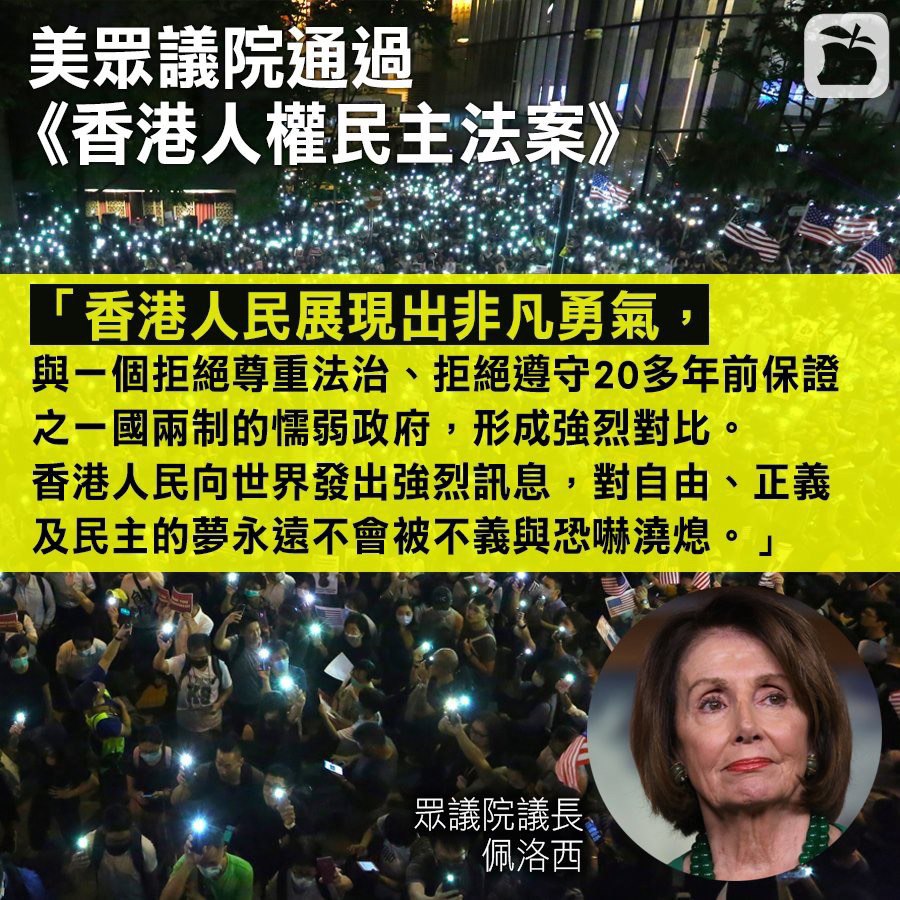 美眾議院通過
《香港人權民主法案》
「香港人民展現出非凡勇氣，
與一個拒絕尊重法治、拒絕遵守20多年前保證
之一國兩制的懦弱政府，形成強烈對比。
香港人民向世界發出強烈訊息，對自由、正義
及民主的夢永遠不會被不義與恐嚇澆熄。」
眾議院議長
佩洛西